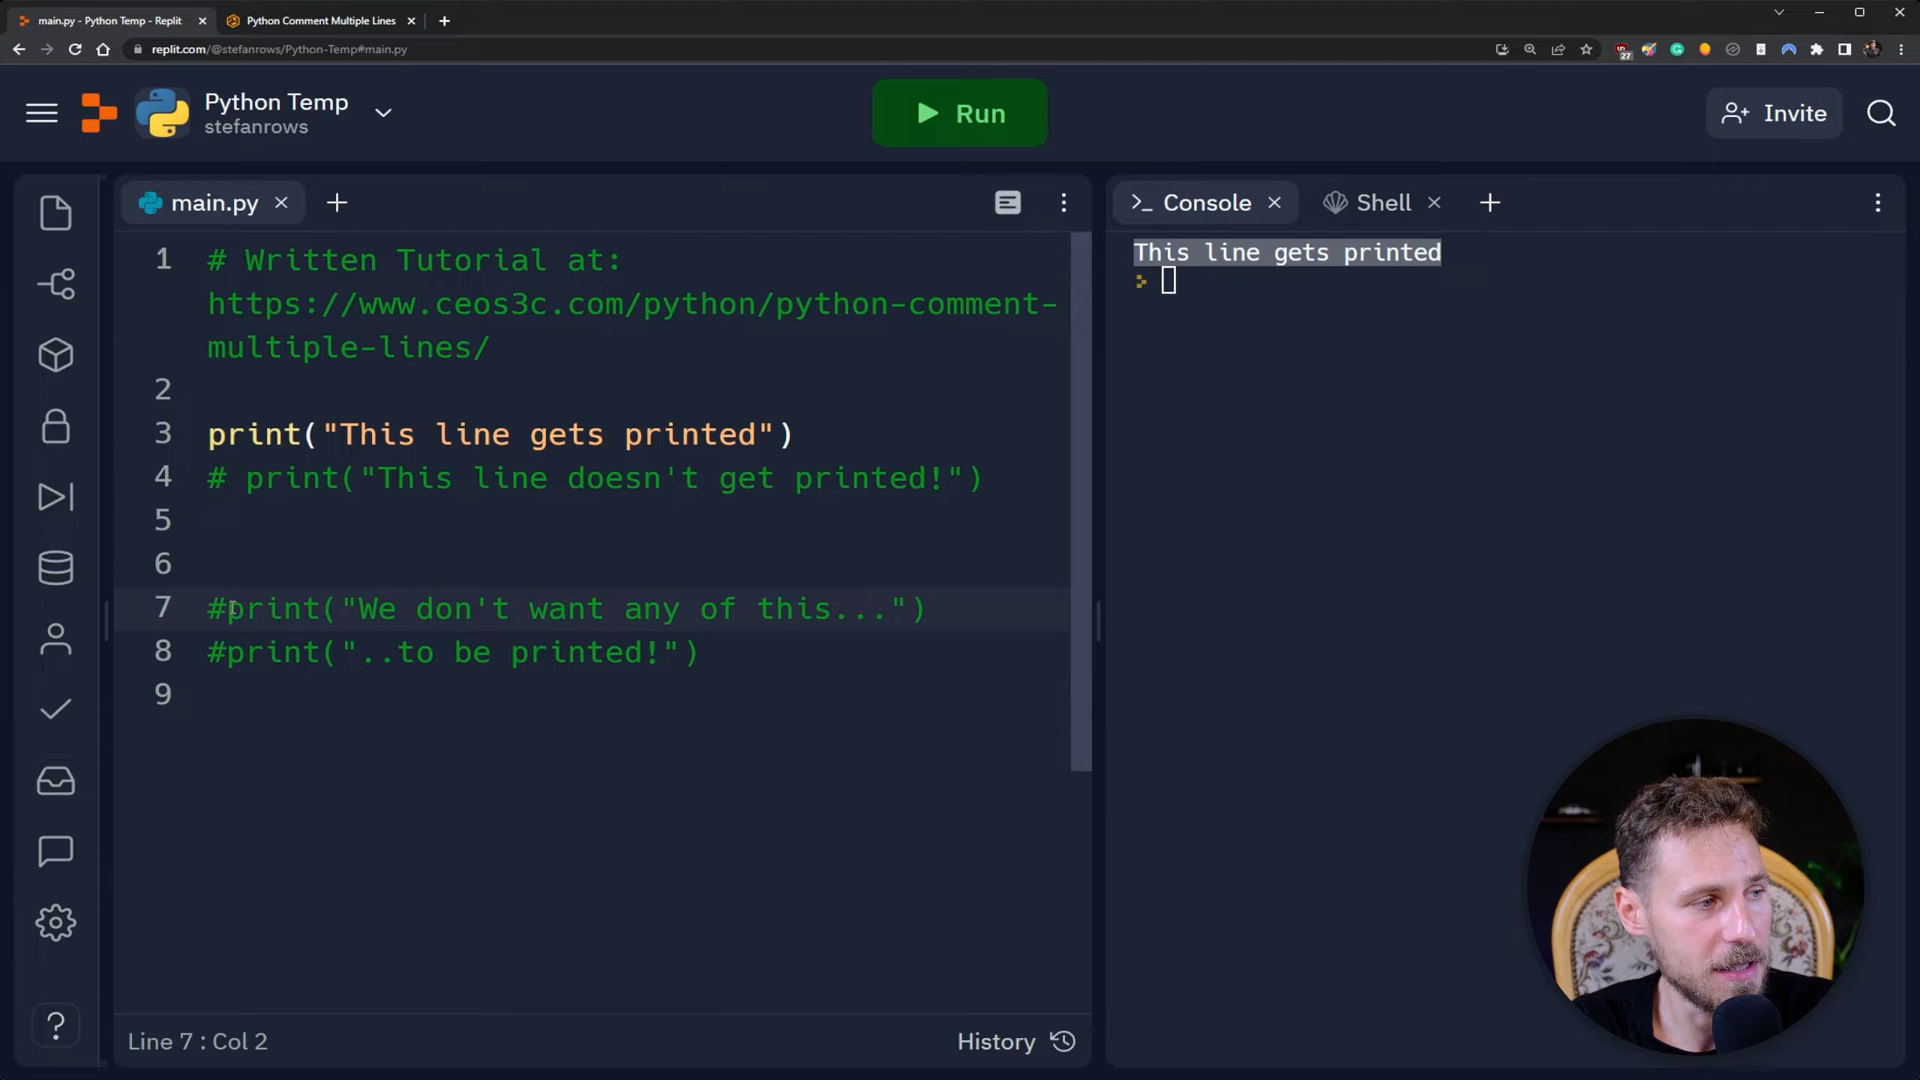 main.py - Python Temp - Replit
Python Comment Multiple Lines
replit.com/@stefanrows/Python-Temp#main.py
27
Python Temp
stefanrows
Run
Invite
main.py
>_ Console
Shell
1 # Written Tutorial at:
https://www.ceos3c.com/python/python-comment-
multiple-lines/
2
3 print("This line gets printed")
4 # print("This line doesn't get printed!")
5
6
7 #print("We don't want any of this...")
8 #print("..to be printed!")
9
This line gets printed
>
?
Line 7 : Col 2
History